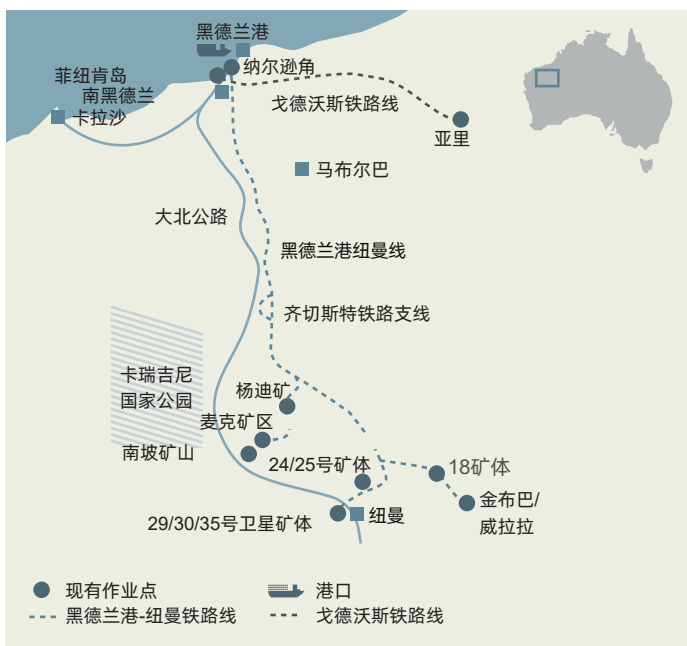 黑德兰港
纳尔逊角
菲纽肯岛
南黑德兰
卡拉沙
戈德沃斯铁路线
亚里
马布尔巴
大北公路
黑德兰港纽曼线
齐切斯特铁路支线
卡瑞吉尼
国家公园
杨迪矿
麦克矿区
南坡矿山
24/25号矿体
18矿体
金布巴/
威拉拉
29/30/35号卫星矿体
纽曼
现有作业点
港口
黑德兰港-纽曼铁路线
戈德沃斯铁路线